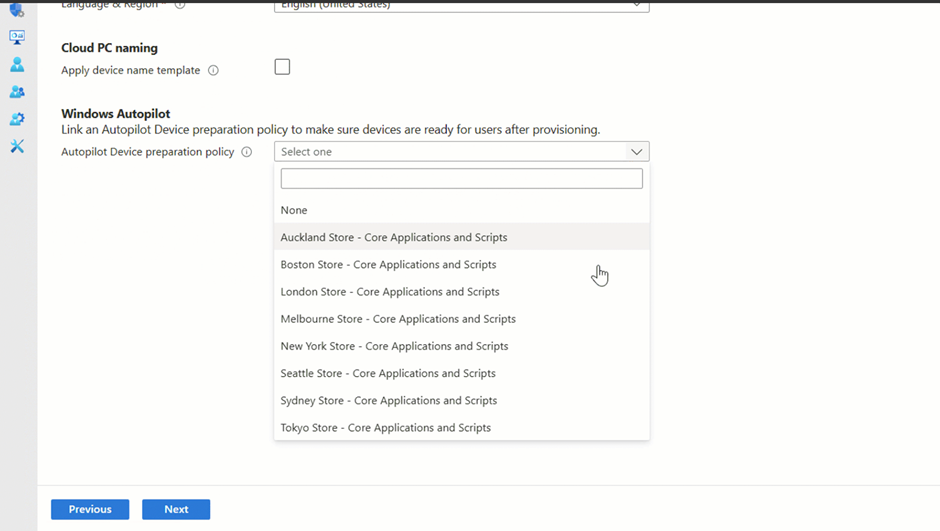 Language & Region *
English (United States)
Cloud PC naming
Apply device name template
Windows Autopilot
Link an Autopilot Device preparation policy to make sure devices are ready for users after provisioning.
Autopilot Device preparation policy
Select one
None
Auckland Store - Core Applications and Scripts
Boston Store - Core Applications and Scripts
London Store - Core Applications and Scripts
Melbourne Store - Core Applications and Scripts
New York Store - Core Applications and Scripts
Seattle Store - Core Applications and Scripts
Sydney Store - Core Applications and Scripts
Tokyo Store - Core Applications and Scripts
Previous
Next